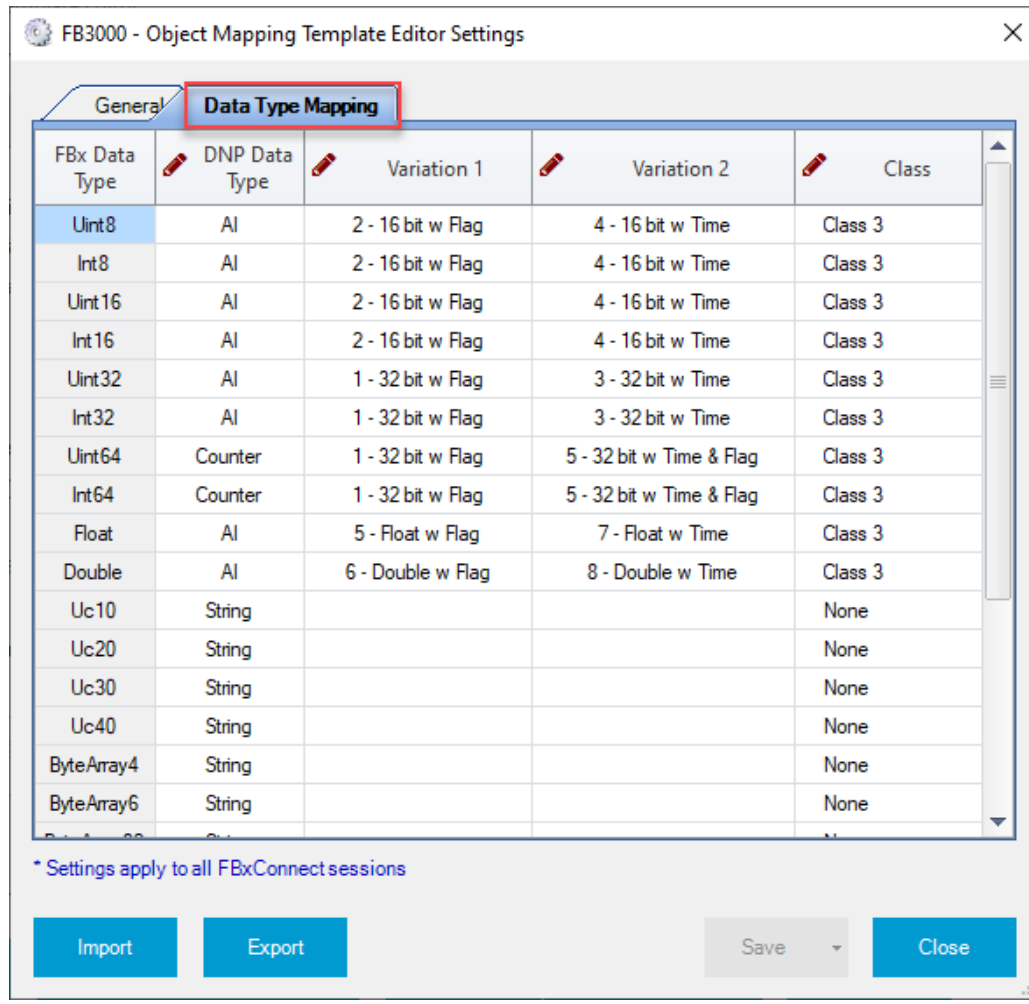 FB3000 - Object Mapping Template Editor Settings
General Data Type Mapping
FBx Data Type DNP Data Type Variation 1 Variation 2 Class
Uint8 AI 2 - 16 bit w Flag 4 - 16 bit w Time Class 3
Int8 AI 2 - 16 bit w Flag 4 - 16 bit w Time Class 3
Uint16 AI 2 - 16 bit w Flag 4 - 16 bit w Time Class 3
Int16 AI 2 - 16 bit w Flag 4 - 16 bit w Time Class 3
Uint32 AI 1 - 32 bit w Flag 3 - 32 bit w Time Class 3
Int32 AI 1 - 32 bit w Flag 3 - 32 bit w Time Class 3
Uint64 Counter 1 - 32 bit w Flag 5 - 32 bit w Time & Flag Class 3
Int64 Counter 1 - 32 bit w Flag 5 - 32 bit w Time & Flag Class 3
Float AI 5 - Float w Flag 7 - Float w Time Class 3
Double AI 6 - Double w Flag 8 - Double w Time Class 3
Uc10 String None
Uc20 String None
Uc30 String None
Uc40 String None
ByteArray4 String None
ByteArray6 String None
* Settings apply to all FBxConnect sessions
Import Export Save Close